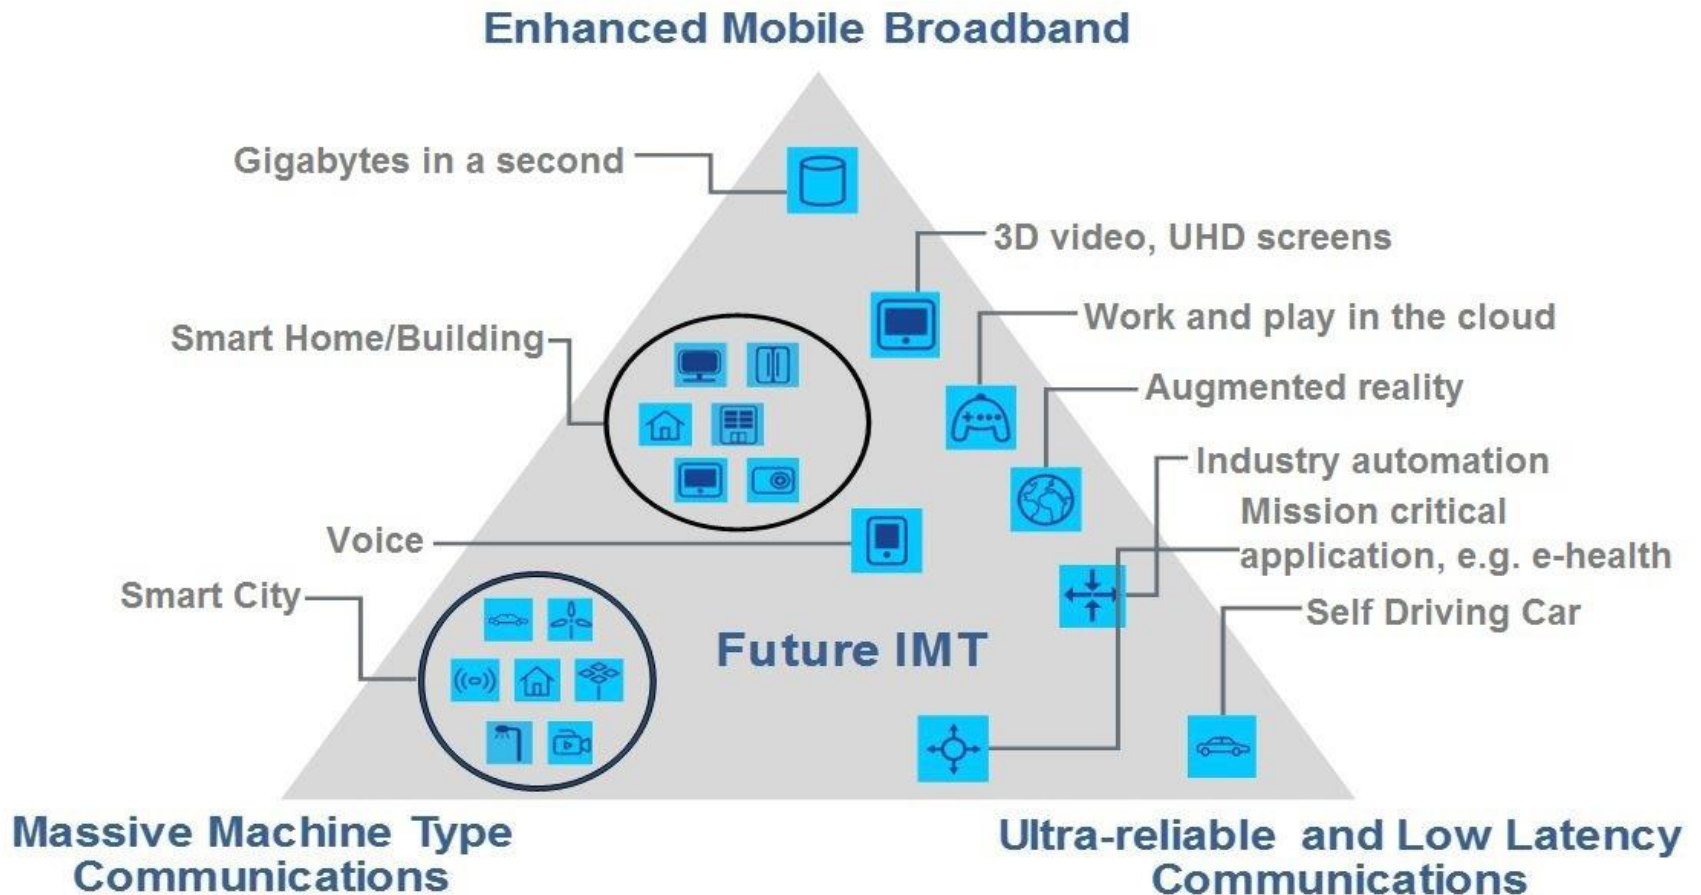 Enhanced Mobile Broadband
Gigabytes in a second
3D video, UHD screens
Work and play in the cloud
Smart Home/Building
Augmented reality
Industry automation
Mission critical
application, e.g. e-health
Voice
Smart City
Self Driving Car
Future IMT
Massive Machine Type
Communications
Ultra-reliable and Low Latency
Communications